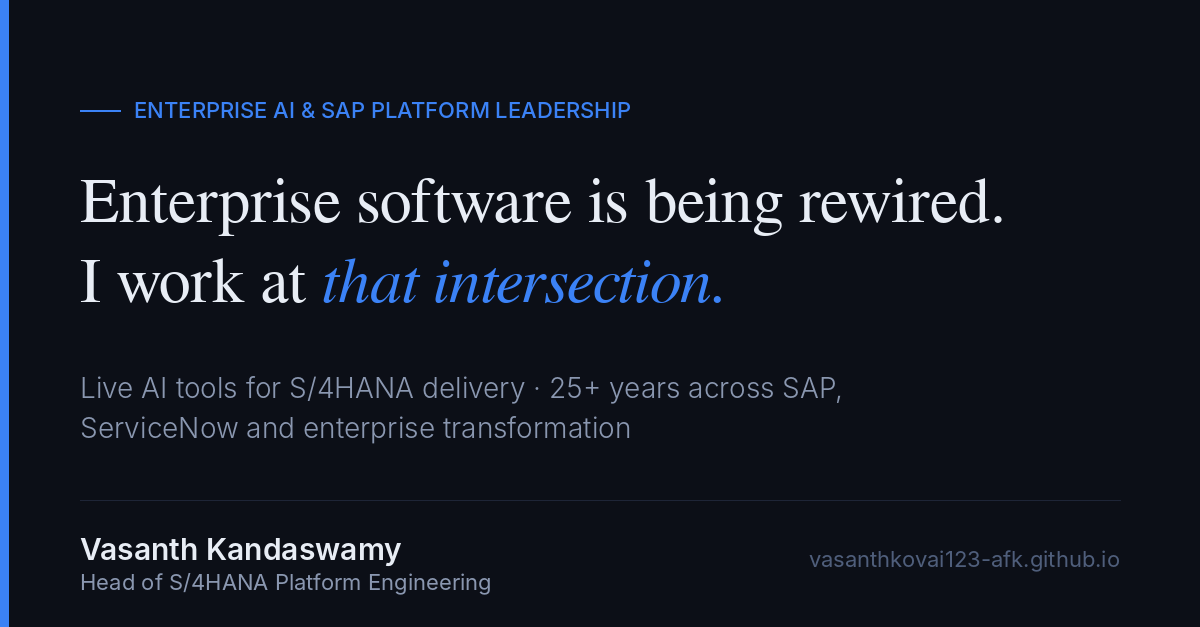 ENTERPRISE AI & SAP PLATFORM LEADERSHIP
Enterprise software is being rewired.
I work at that intersection.
Live AI tools for S/4HANA delivery · 25+ years across SAP,
ServiceNow and enterprise transformation
Vasanth Kandaswamy
Head of S/4HANA Platform Engineering
vasanthkovai123-afk.github.io